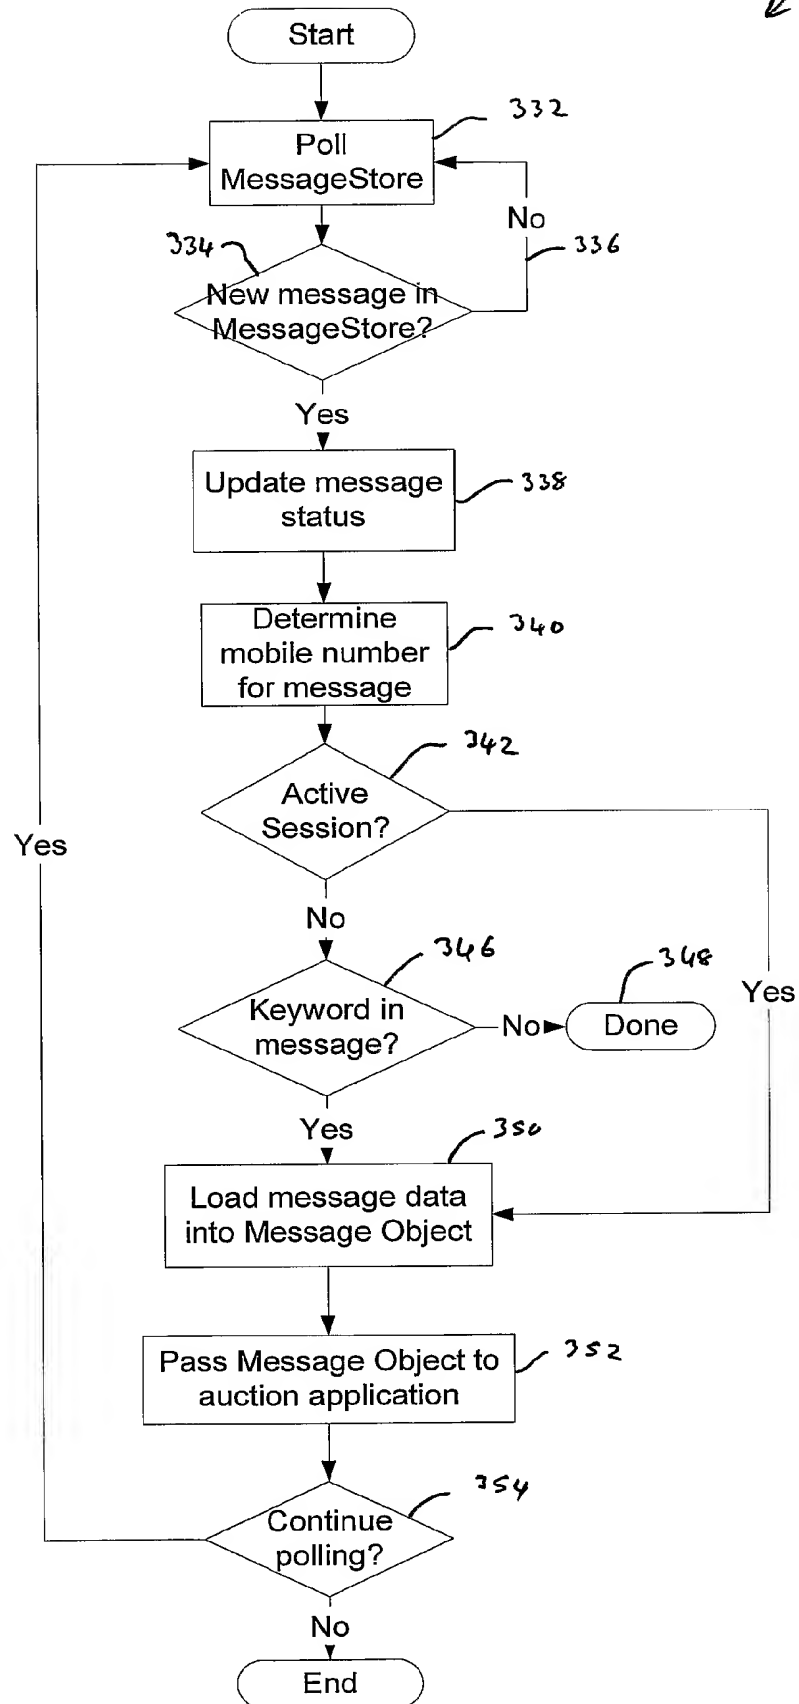 Start
332
Poll
MessageStore
No
334
336
New message in
MessageStore?
Yes
Update message
status
338
Determine
mobile number
for message
340
342
Active
Session?
Yes
No
346
348
Keyword in
message?
No
Done
Yes
Yes
350
Load message data
into Message Object
Pass Message Object to
auction application
352
354
Continue
polling?
No
End